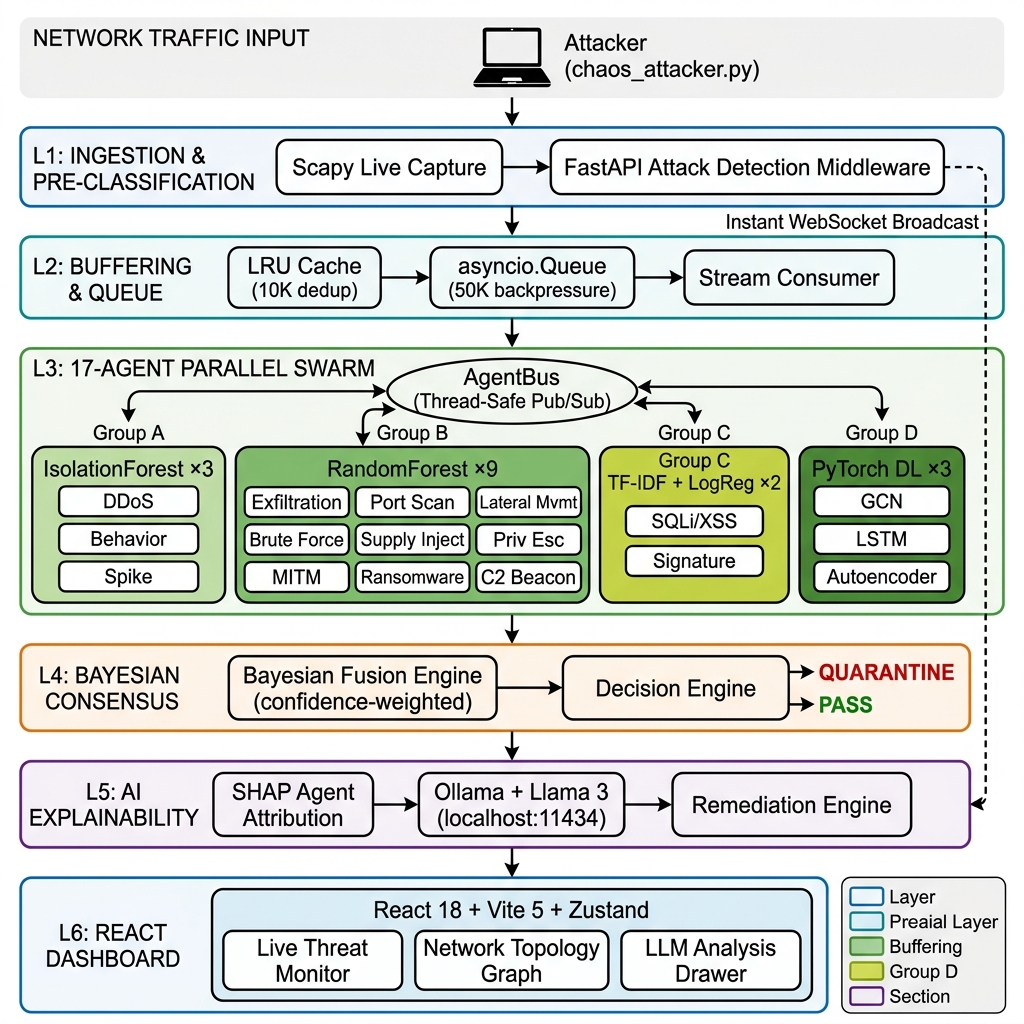 NETWORK TRAFFIC INPUT
Attacker
(chaos_attacker.py)
L1: INGESTION &
PRE-CLASSIFICATION
Scapy Live Capture
FastAPI Attack Detection Middleware
Instant WebSocket Broadcast
L2: BUFFERING
& QUEUE
LRU Cache
(10K dedup)
asyncio.Queue
(50K backpressure)
Stream Consumer
L3: 17-AGENT PARALLEL SWARM
AgentBus
(Thread-Safe Pub/Sub)
Group A
IsolationForest ×3
DDoS
Behavior
Spike
Group B
RandomForest ×9
Exfiltration
Port Scan
Lateral Mvmt
Brute Force
Supply Inject
Priv Esc
MITM
Ransomware
C2 Beacon
Group C
Group C
TF-IDF + LogReg ×2
SQLi/XSS
Signature
Group D
PyTorch DL ×3
GCN
LSTM
Autoencoder
L4: BAYESIAN
CONSENSUS
Bayesian Fusion Engine
(confidence-weighted)
Decision Engine
QUARANTINE
PASS
L5: AI
EXPLAINABILITY
SHAP Agent
Attribution
Ollama + Llama 3
(localhost:11434)
Remediation Engine
L6: REACT
DASHBOARD
React 18 + Vite 5 + Zustand
Live Threat
Monitor
Network Topology
Graph
LLM Analysis
Drawer
Layer
Preaial Layer
Buffering
Group D
Section